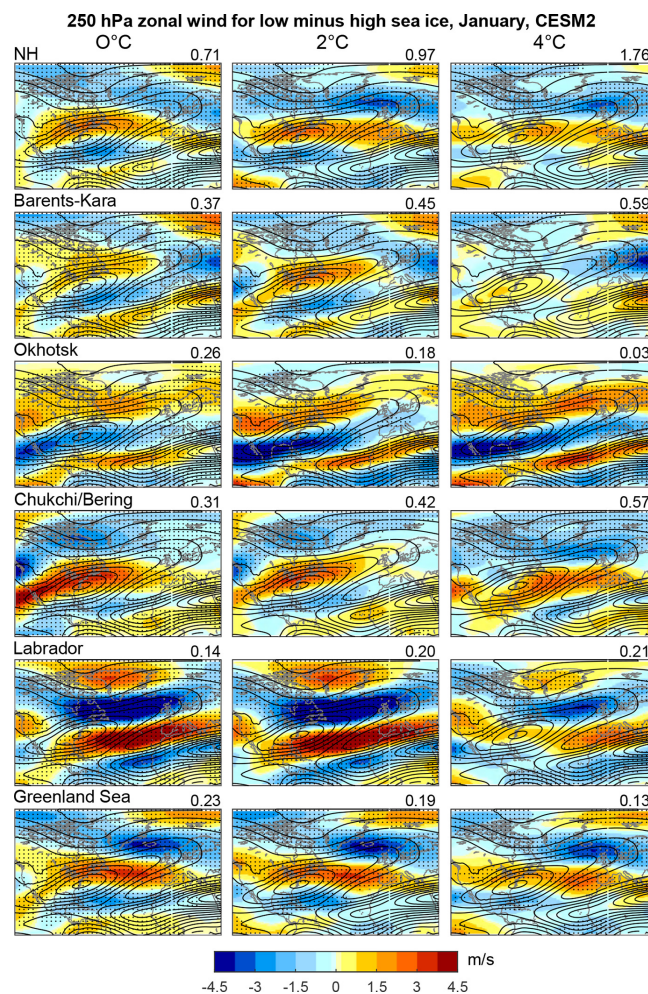 250 hPa zonal wind for low minus high sea ice, January, CESM2
O°C 2°C 4°C
NH 0.71 0.97 1.76
Barents-Kara 0.37 0.45 0.59
Okhotsk 0.26 0.18 0.03
Chukchi/Bering 0.31 0.42 0.57
Labrador 0.14 0.20 0.21
Greenland Sea 0.23 0.19 0.13
m/s
-4.5 -3 -1.5 0 1.5 3 4.5